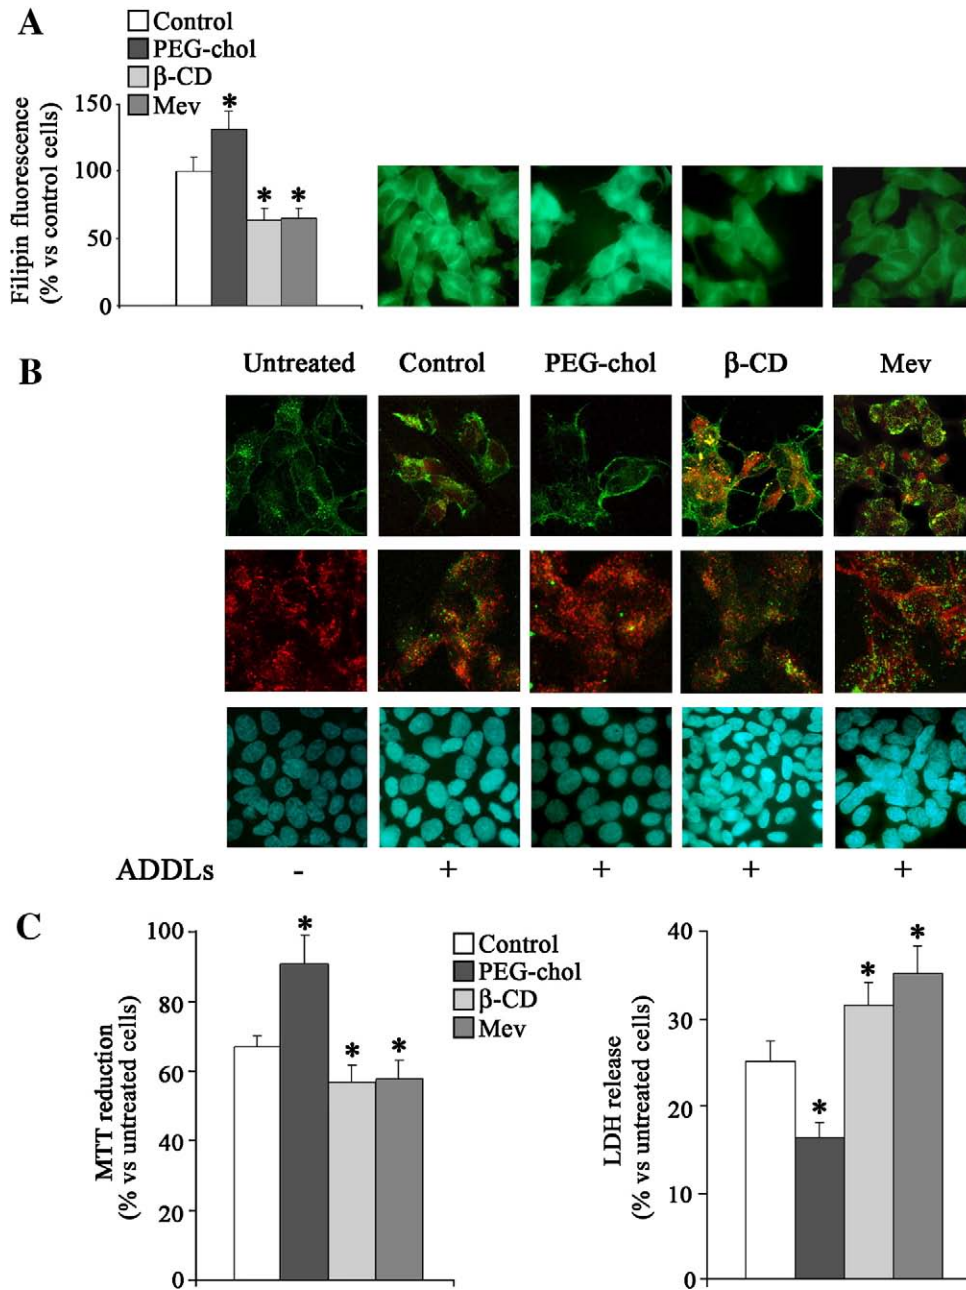 A
Control
PEG-chol
β-CD
Mev
Filipin fluorescence
(% vs control cells)
150
100
50
0
*
*
*
B
Untreated
Control
PEG-chol
β-CD
Mev
ADDLs
-
+
+
+
+
C
MTT reduction
(% vs untreated cells)
100
80
60
40
20
0
*
*
*
Control
PEG-chol
β-CD
Mev
LDH release
(% vs untreated cells)
40
30
20
10
0
*
*
*